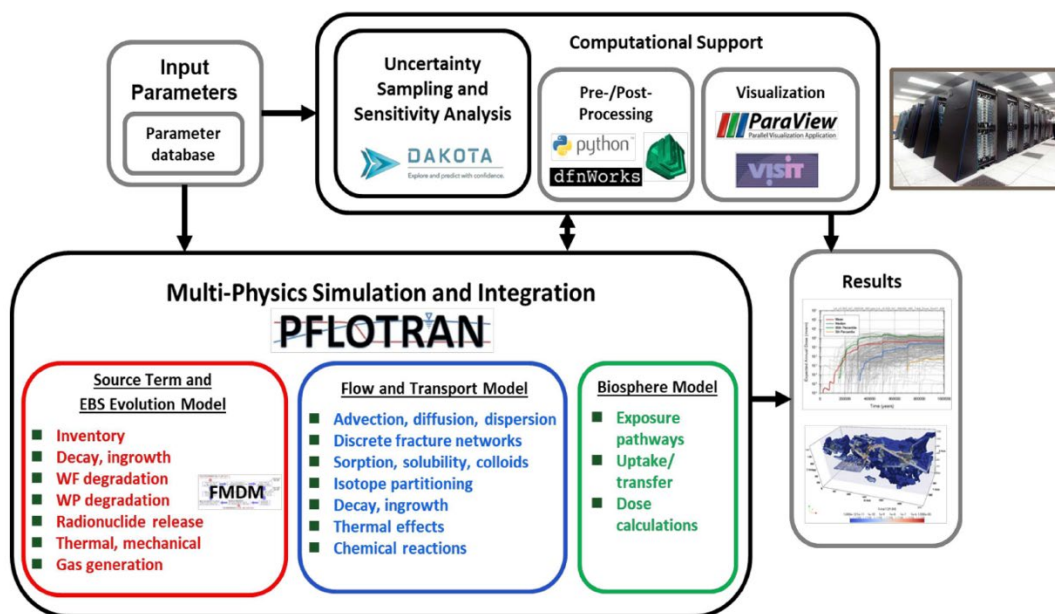 Input
Parameters
Parameter
database
Computational Support
Uncertainty
Sampling and
Sensitivity Analysis
DAKOTA
Explore and predict with confidence.
Pre-/Post-
Processing
python
dfnWorks
Visualization
ParaView
Parallel Visualization Application
VisIT
Multi-Physics Simulation and Integration
PFLOTRAN
Source Term and
EBS Evolution Model
Inventory
Decay, ingrowth
WF degradation
WP degradation
Radionuclide release
Thermal, mechanical
Gas generation
FMDM
Flow and Transport Model
Advection, diffusion, dispersion
Discrete fracture networks
Sorption, solubility, colloids
Isotope partitioning
Decay, ingrowth
Thermal effects
Chemical reactions
Biosphere Model
Exposure
pathways
Uptake/
transfer
Dose
calculations
Results
Time (years)